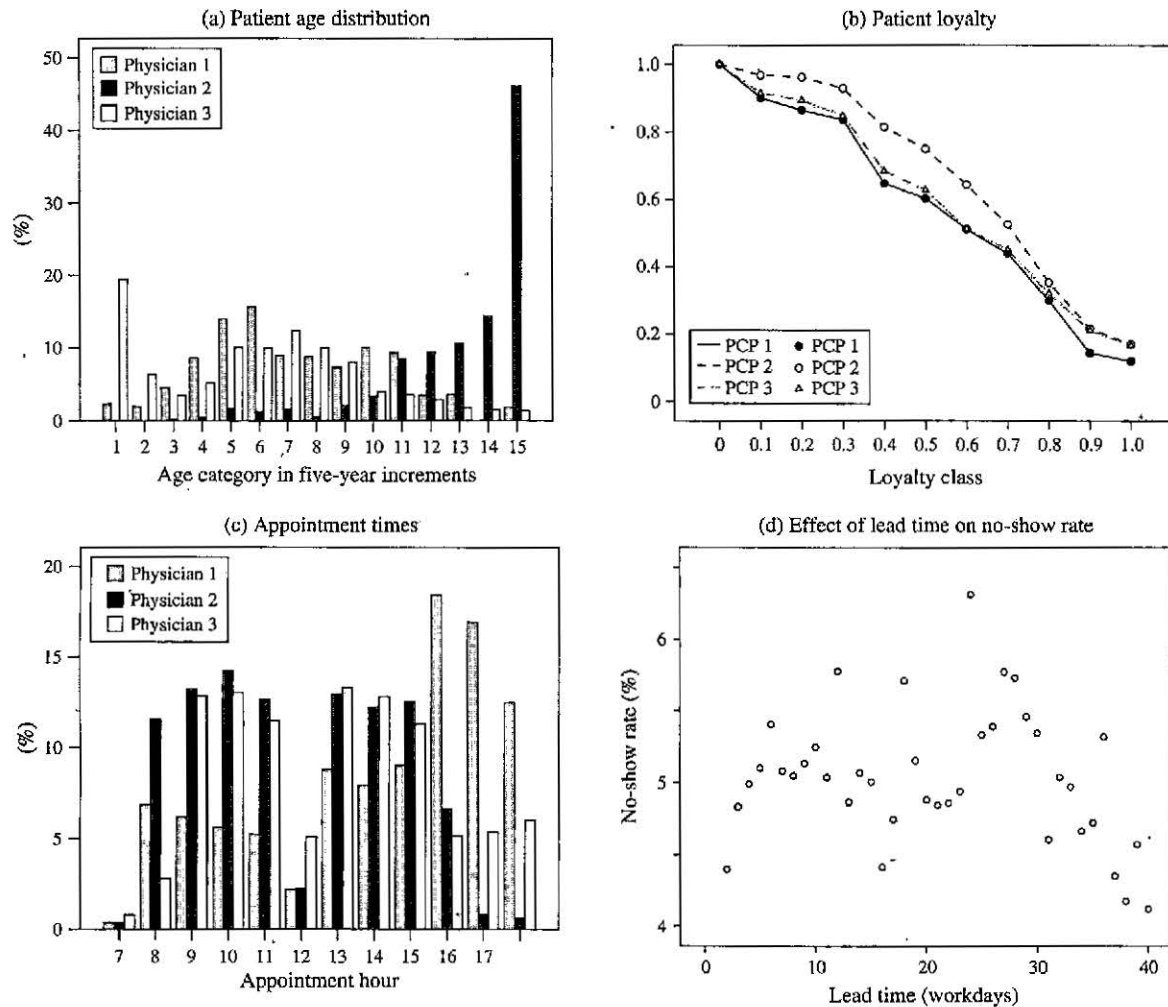 (a) Patient age distribution
50
40
30
20
10
0
(%)
Physician 1
Physician 2
Physician 3
1 2 3 4 5 6 7 8 9 10 11 12 13 14 15
Age category in five-year increments
(b) Patient loyalty
1.0
0.8
0.6
0.4
0.2
0
PCP 1 PCP 1
PCP 2 PCP 2
PCP 3 PCP 3
0 0.1 0.2 0.3 0.4 0.5 0.6 0.7 0.8 0.9 1.0
Loyalty class
(c) Appointment times
20
15
10
5
0
(%)
Physician 1
Physician 2
Physician 3
7 8 9 10 11 12 13 14 15 16 17
Appointment hour
(d) Effect of lead time on no-show rate
6
5
4
No-show rate (%)
0 10 20 30 40
Lead time (workdays)